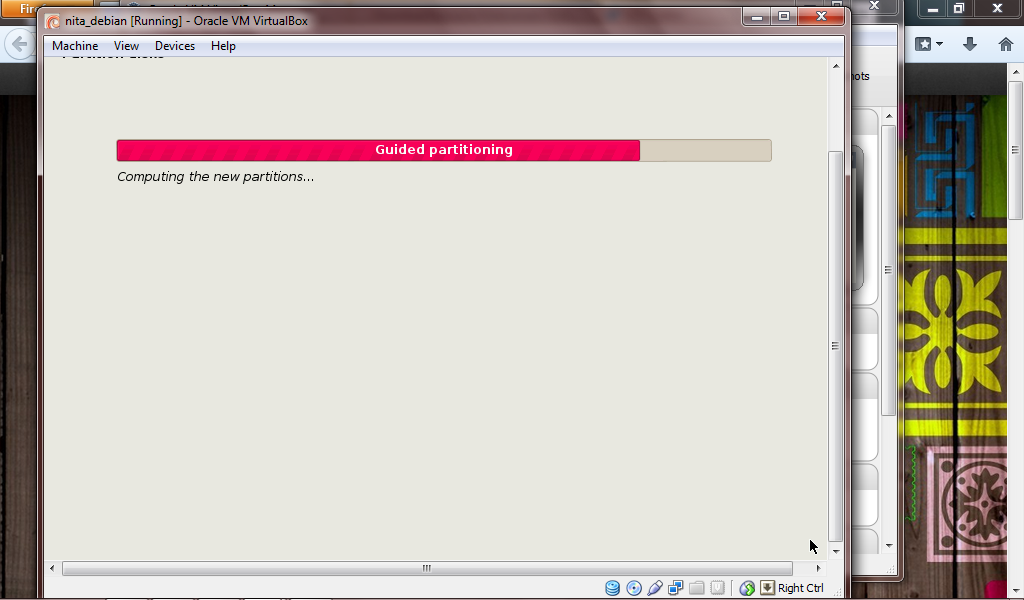 nita_debian [Running] - Oracle VM VirtualBox
Machine View Devices Help
Guided partitioning
Computing the new partitions...
Right Ctrl